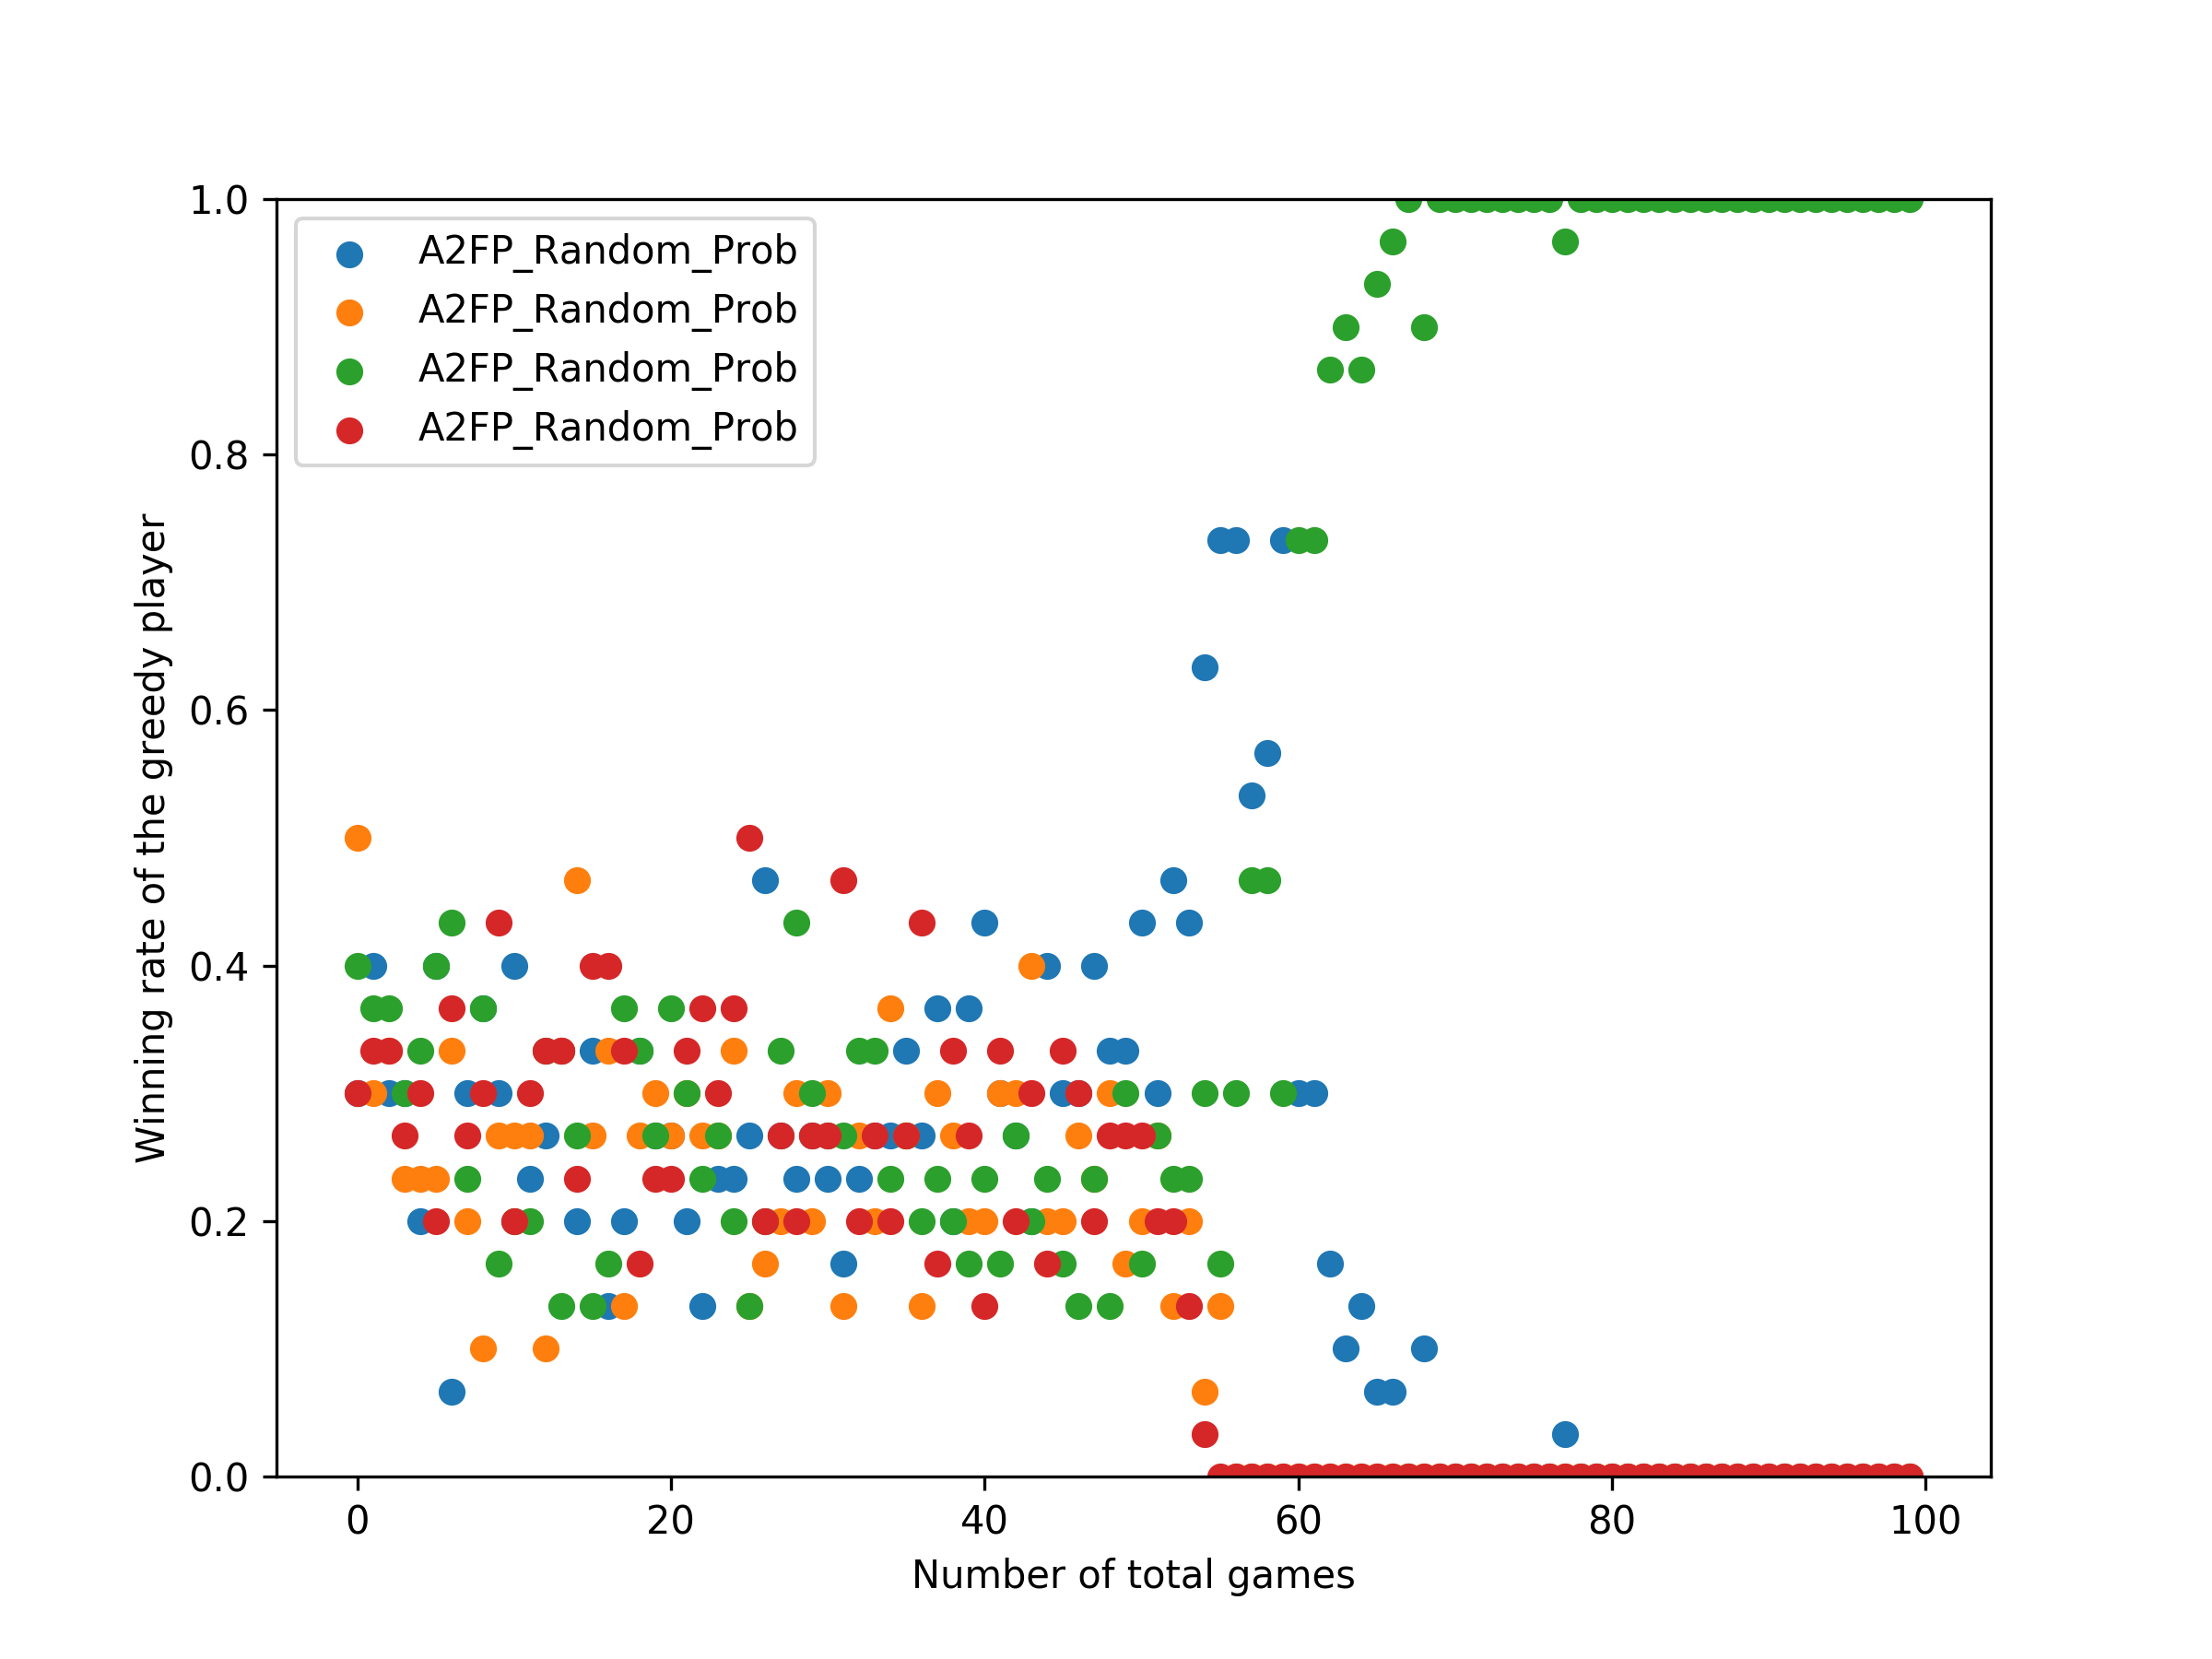 A2FP_Random_Prob
A2FP_Random_Prob
A2FP_Random_Prob
A2FP_Random_Prob
1.0
0.8
0.6
0.4
0.2
0.0
Winning rate of the greedy player
0 20 40 60 80 100
Number of total games